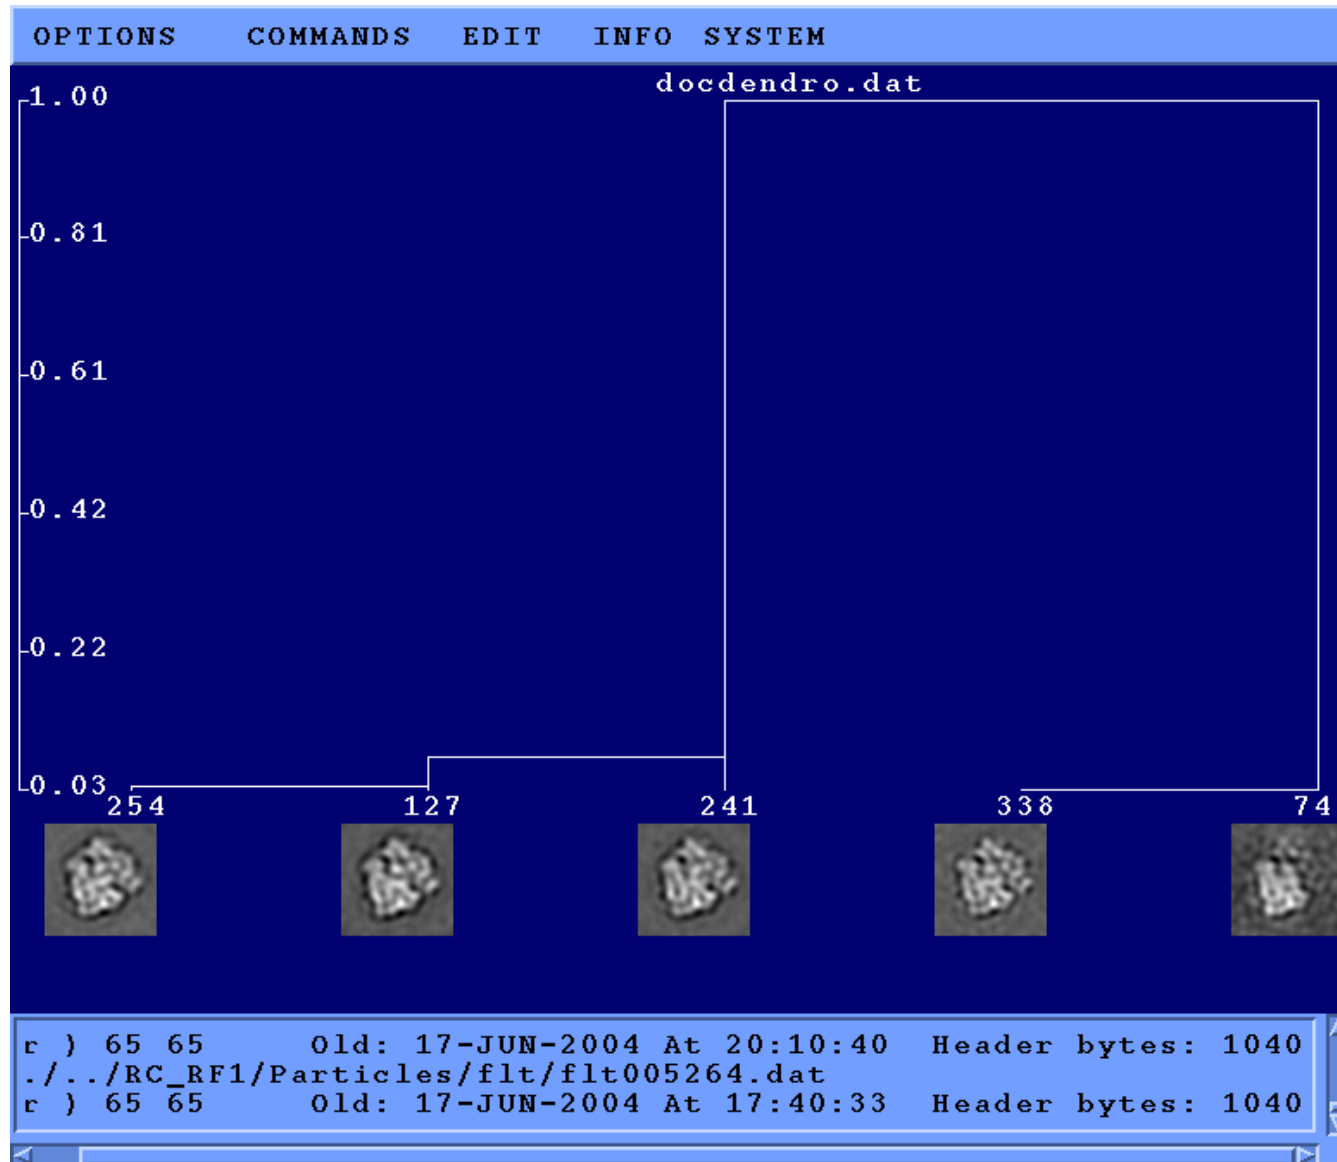 OPTIONS COMMANDS EDIT INFO SYSTEM
docdendro.dat
1.00
0.81
0.61
0.42
0.22
0.03
254 127 241 338 74
r ) 65 65 Old: 17-JUN-2004 At 20:10:40 Header bytes: 1040
./../RC_RF1/Particles/flt/flt005264.dat
r ) 65 65 Old: 17-JUN-2004 At 17:40:33 Header bytes: 1040